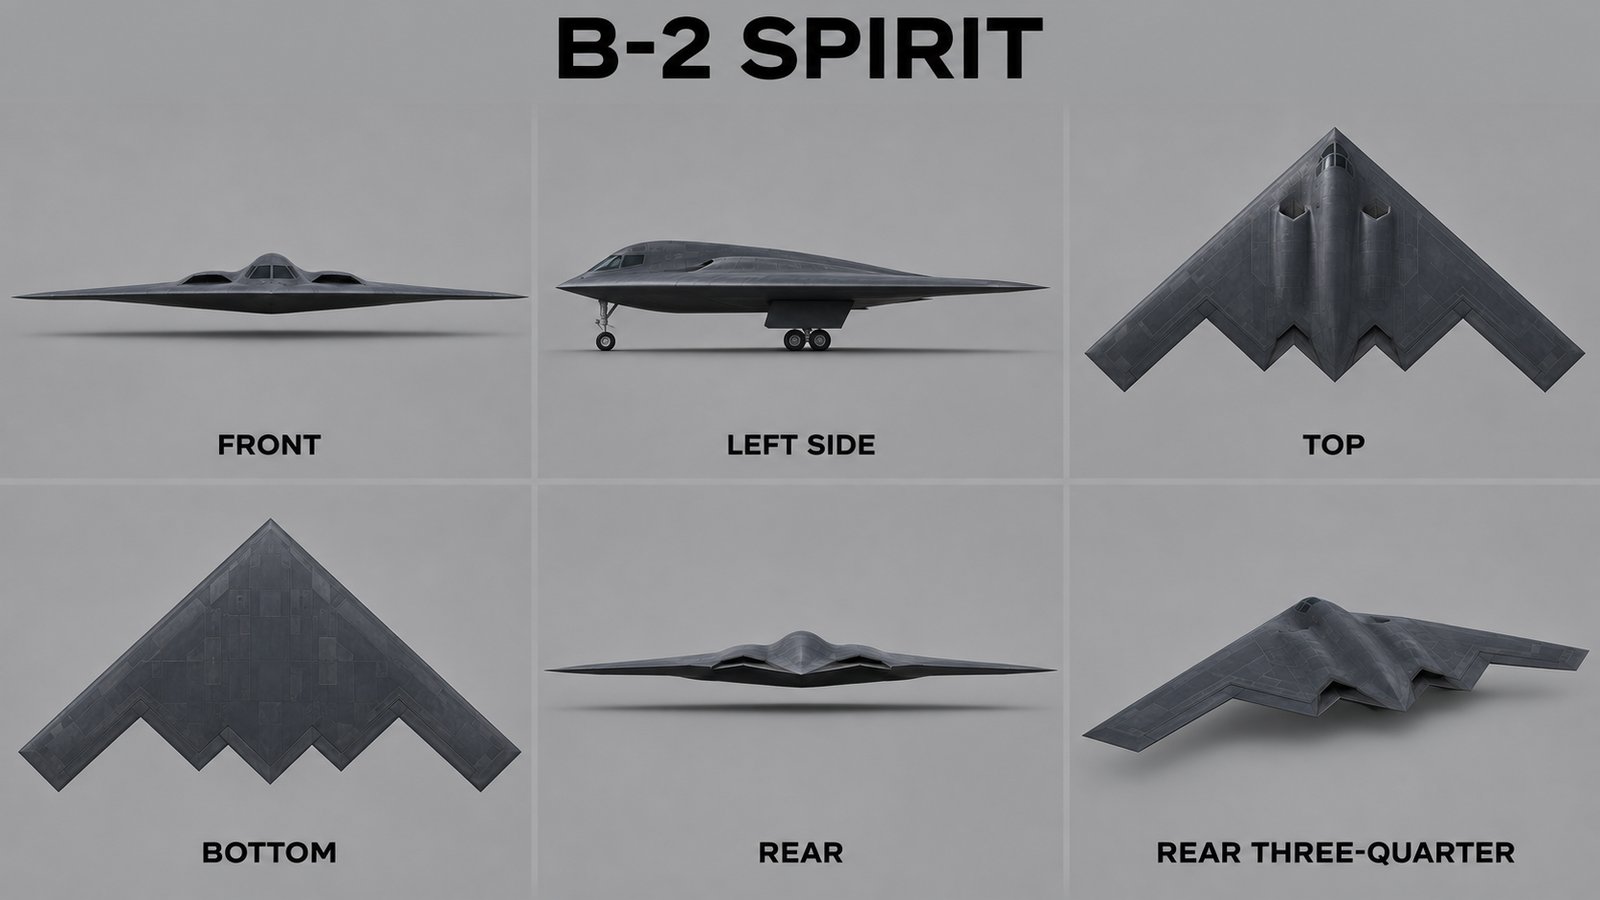 B-2 SPIRIT
FRONT
LEFT SIDE
TOP
BOTTOM
REAR
REAR THREE-QUARTER